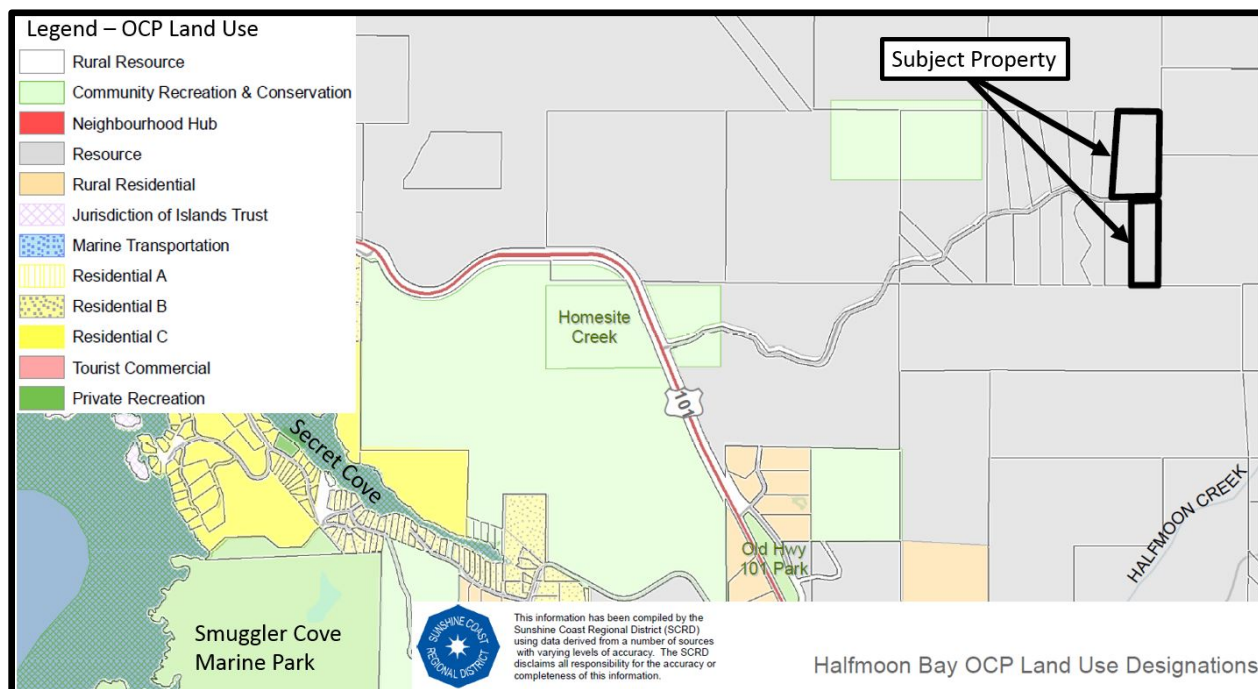 Legend – OCP Land Use
Rural Resource
Community Recreation & Conservation
Neighbourhood Hub
Resource
Rural Residential
Jurisdiction of Islands Trust
Marine Transportation
Residential A
Residential B
Residential C
Tourist Commercial
Private Recreation
Subject Property
Homesite
Creek
101
Secret Cove
Old Hwy
101 Park
HALFMOON CREEK
Smuggler Cove
Marine Park
SUNSHINE COAST
REGIONAL DISTRICT
This information has been compiled by the
Sunshine Coast Regional District (SCRD)
using data derived from a number of sources
with varying levels of accuracy. The SCRD
disclaims all responsibility for the accuracy or
completeness of this information.
Halfmoon Bay OCP Land Use Designations